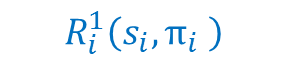 R_i^1(s_i, π_i )